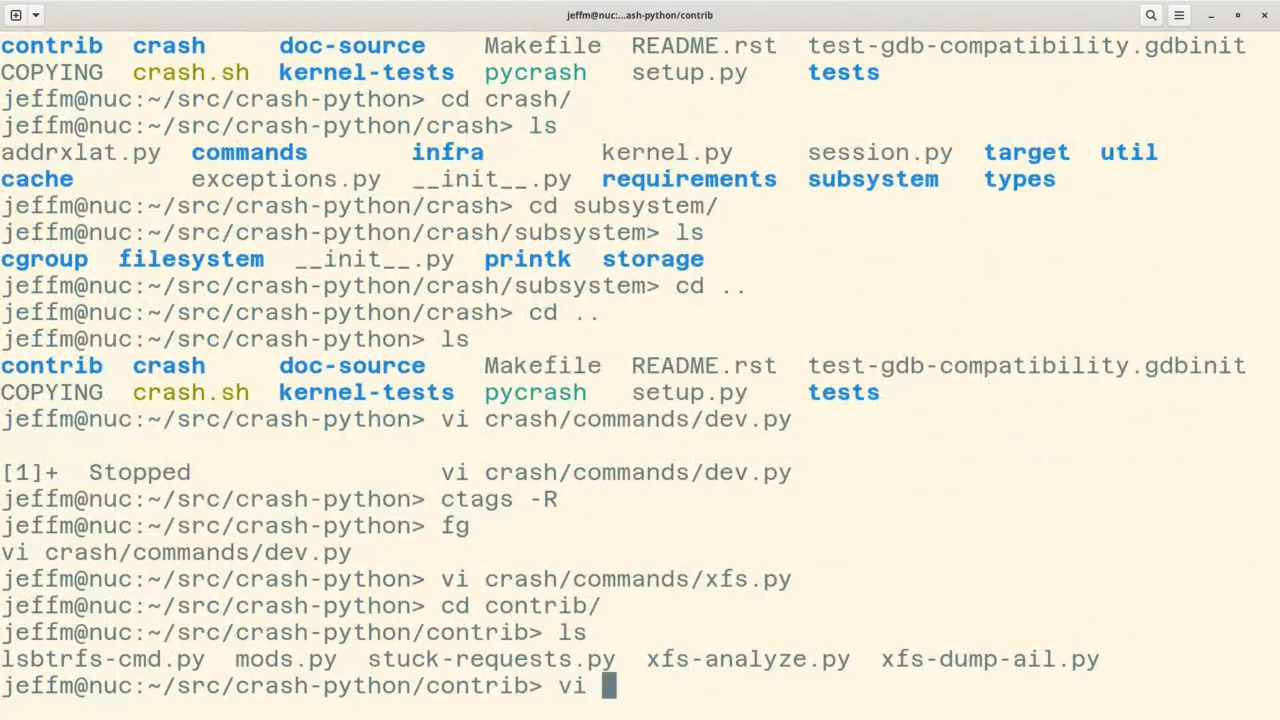 jeffm@nuc:...ash-python/contrib
contrib crash doc-source Makefile README.rst test-gdb-compatibility.gdbinit
COPYING crash.sh kernel-tests pycrash setup.py tests
jeffm@nuc:~/src/crash-python> cd crash/
jeffm@nuc:~/src/crash-python/crash> ls
addrxlat.py commands infra kernel.py session.py target util
cache exceptions.py __init__.py requirements subsystem types
jeffm@nuc:~/src/crash-python/crash> cd subsystem/
jeffm@nuc:~/src/crash-python/crash/subsystem> ls
cgroup filesystem __init__.py printk storage
jeffm@nuc:~/src/crash-python/crash/subsystem> cd ..
jeffm@nuc:~/src/crash-python/crash> cd ..
jeffm@nuc:~/src/crash-python> ls
contrib crash doc-source Makefile README.rst test-gdb-compatibility.gdbinit
COPYING crash.sh kernel-tests pycrash setup.py tests
jeffm@nuc:~/src/crash-python> vi crash/commands/dev.py
[1]+ Stopped vi crash/commands/dev.py
jeffm@nuc:~/src/crash-python> ctags -R
jeffm@nuc:~/src/crash-python> fg
vi crash/commands/dev.py
jeffm@nuc:~/src/crash-python> vi crash/commands/xfs.py
jeffm@nuc:~/src/crash-python> cd contrib/
jeffm@nuc:~/src/crash-python/contrib> ls
lsbtrfs-cmd.py mods.py stuck-requests.py xfs-analyze.py xfs-dump-ail.py
jeffm@nuc:~/src/crash-python/contrib> vi